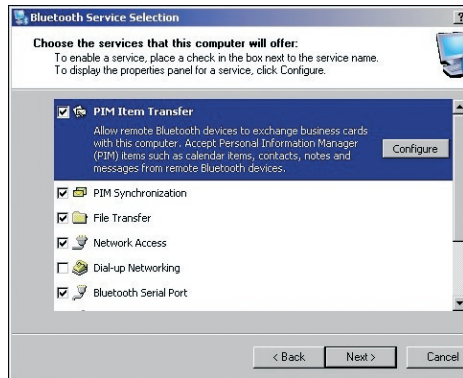 Bluetooth Service Selection
?
Choose the services that this computer will offer:
To enable a service, place a check in the box next to the service name.
To display the properties panel for a service, click Configure.
PIM Item Transfer
Allow remote Bluetooth devices to exchange business cards
with this computer. Accept Personal Information Manager
(PIM) items such as calendar items, contacts, notes and
messages from remote Bluetooth devices.
Configure
PIM Synchronization
File Transfer
Network Access
Dial-up Networking
Bluetooth Serial Port
< Back
Next >
Cancel